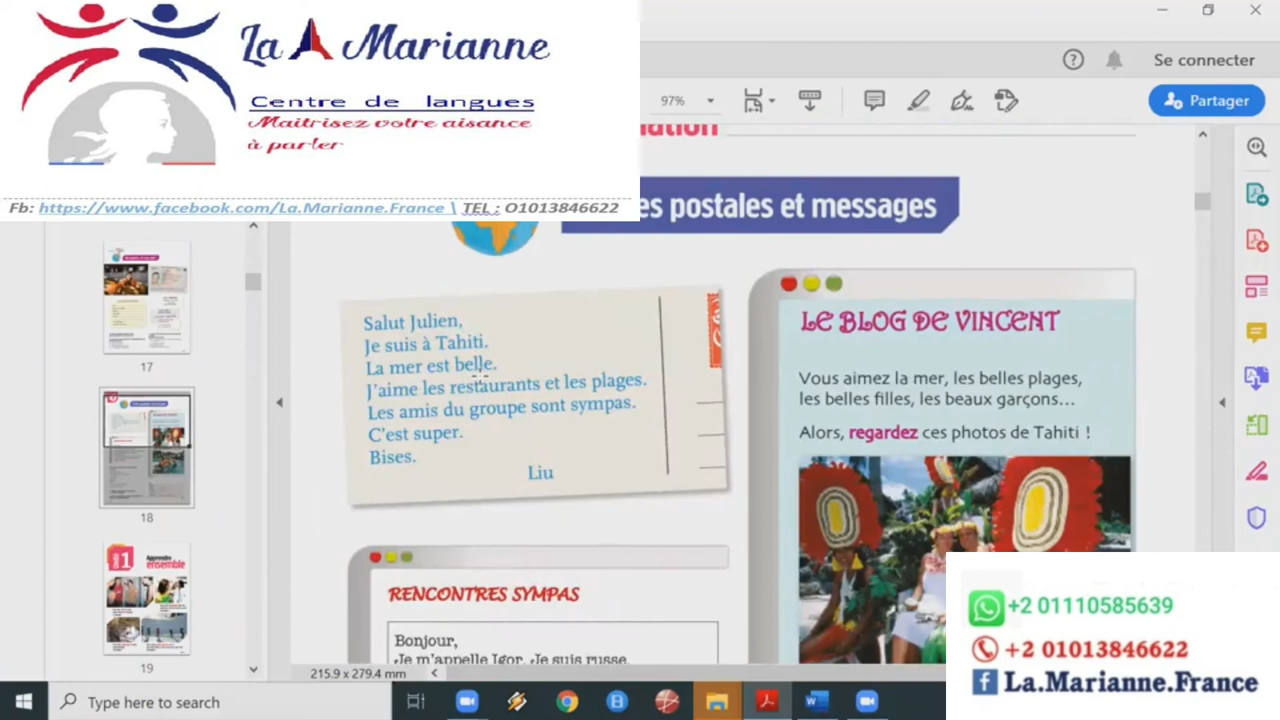 La Marianne
Centre de langues
Maîtrisez votre aisance
à parler
Fb: https://www.facebook.com/La.Marianne.France \ TEL : O1013846622
Se connecter
97%
Partager
es postales et messages
17
18
Apprendre
ensemble
19
Salut Julien,
Je suis à Tahiti.
La mer est belle.
J'aime les restaurants et les plages.
Les amis du groupe sont sympas.
C'est super.
Bises.
Liu
RENCONTRES SYMPAS
Bonjour,
Je m'appelle Igor. Je suis russe.
LE BLOG DE VINCENT
Vous aimez la mer, les belles plages,
les belles filles, les beaux garçons…
Alors, regardez ces photos de Tahiti !
215.9 x 279.4 mm
+2 01110585639
+2 01013846622
La.Marianne.France
Type here to search